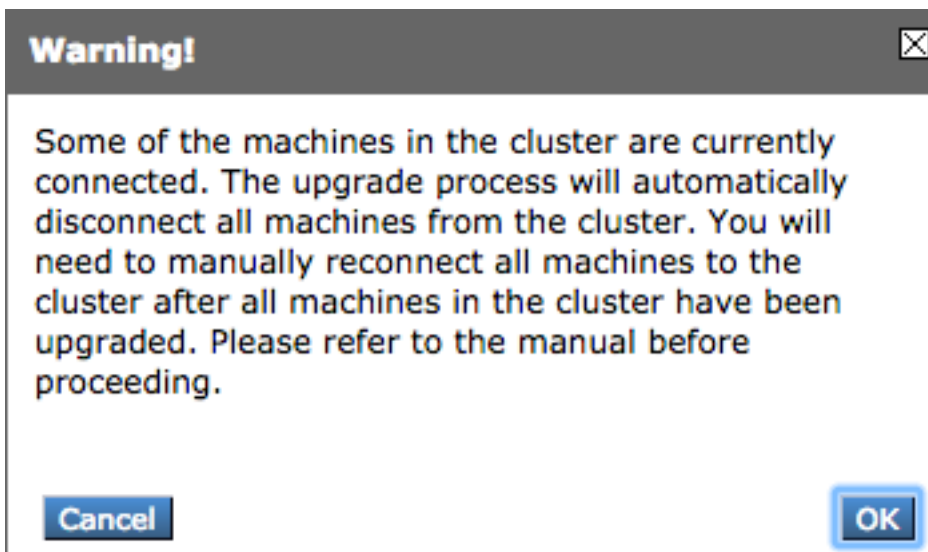 Warning!
Some of the machines in the cluster are currently
connected. The upgrade process will automatically
disconnect all machines from the cluster. You will
need to manually reconnect all machines to the
cluster after all machines in the cluster have been
upgraded. Please refer to the manual before
proceeding.
Cancel
OK